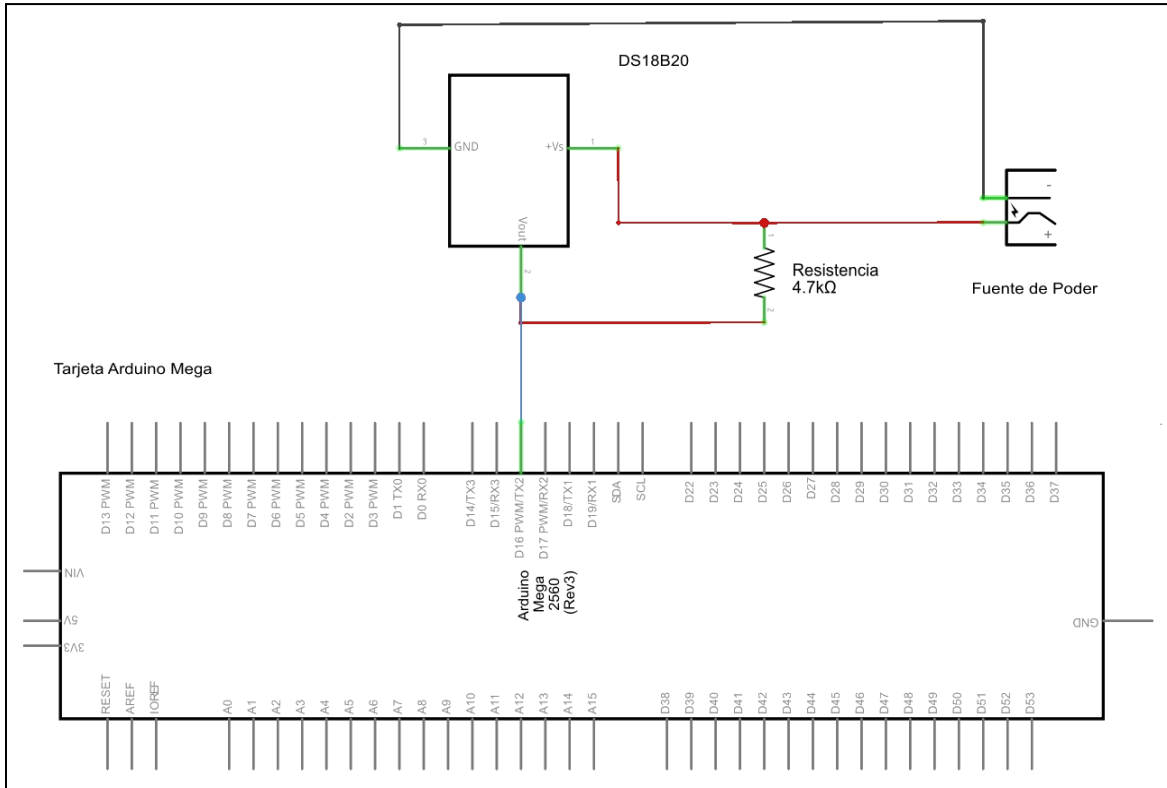 DS18B20
3
GND
+Vs
1
Vout
2
-
+
1
Resistencia
4.7kΩ
2
Fuente de Poder
Tarjeta Arduino Mega
D13 PWM
D12 PWM
D11 PWM
D10 PWM
D9 PWM
D8 PWM
D7 PWM
D6 PWM
D5 PWM
D4 PWM
D2 PWM
D3 PWM
D1 TX0
D0 RX0
D14/TX3
D15/RX3
D16 PWM/TX2
D17 PWM/RX2
D18/TX1
D19/RX1
SDA
SCL
D22
D23
D24
D25
D26
D27
D28
D29
D30
D31
D32
D33
D34
D35
D36
D37
Arduino
Mega
2560
(Rev3)
VIN
5V
3V3
GND
RESET
AREF
IOREF
A0
A1
A2
A3
A4
A5
A6
A7
A8
A9
A10
A11
A12
A13
A14
A15
D38
D39
D40
D41
D42
D43
D44
D45
D46
D47
D48
D49
D50
D51
D52
D53